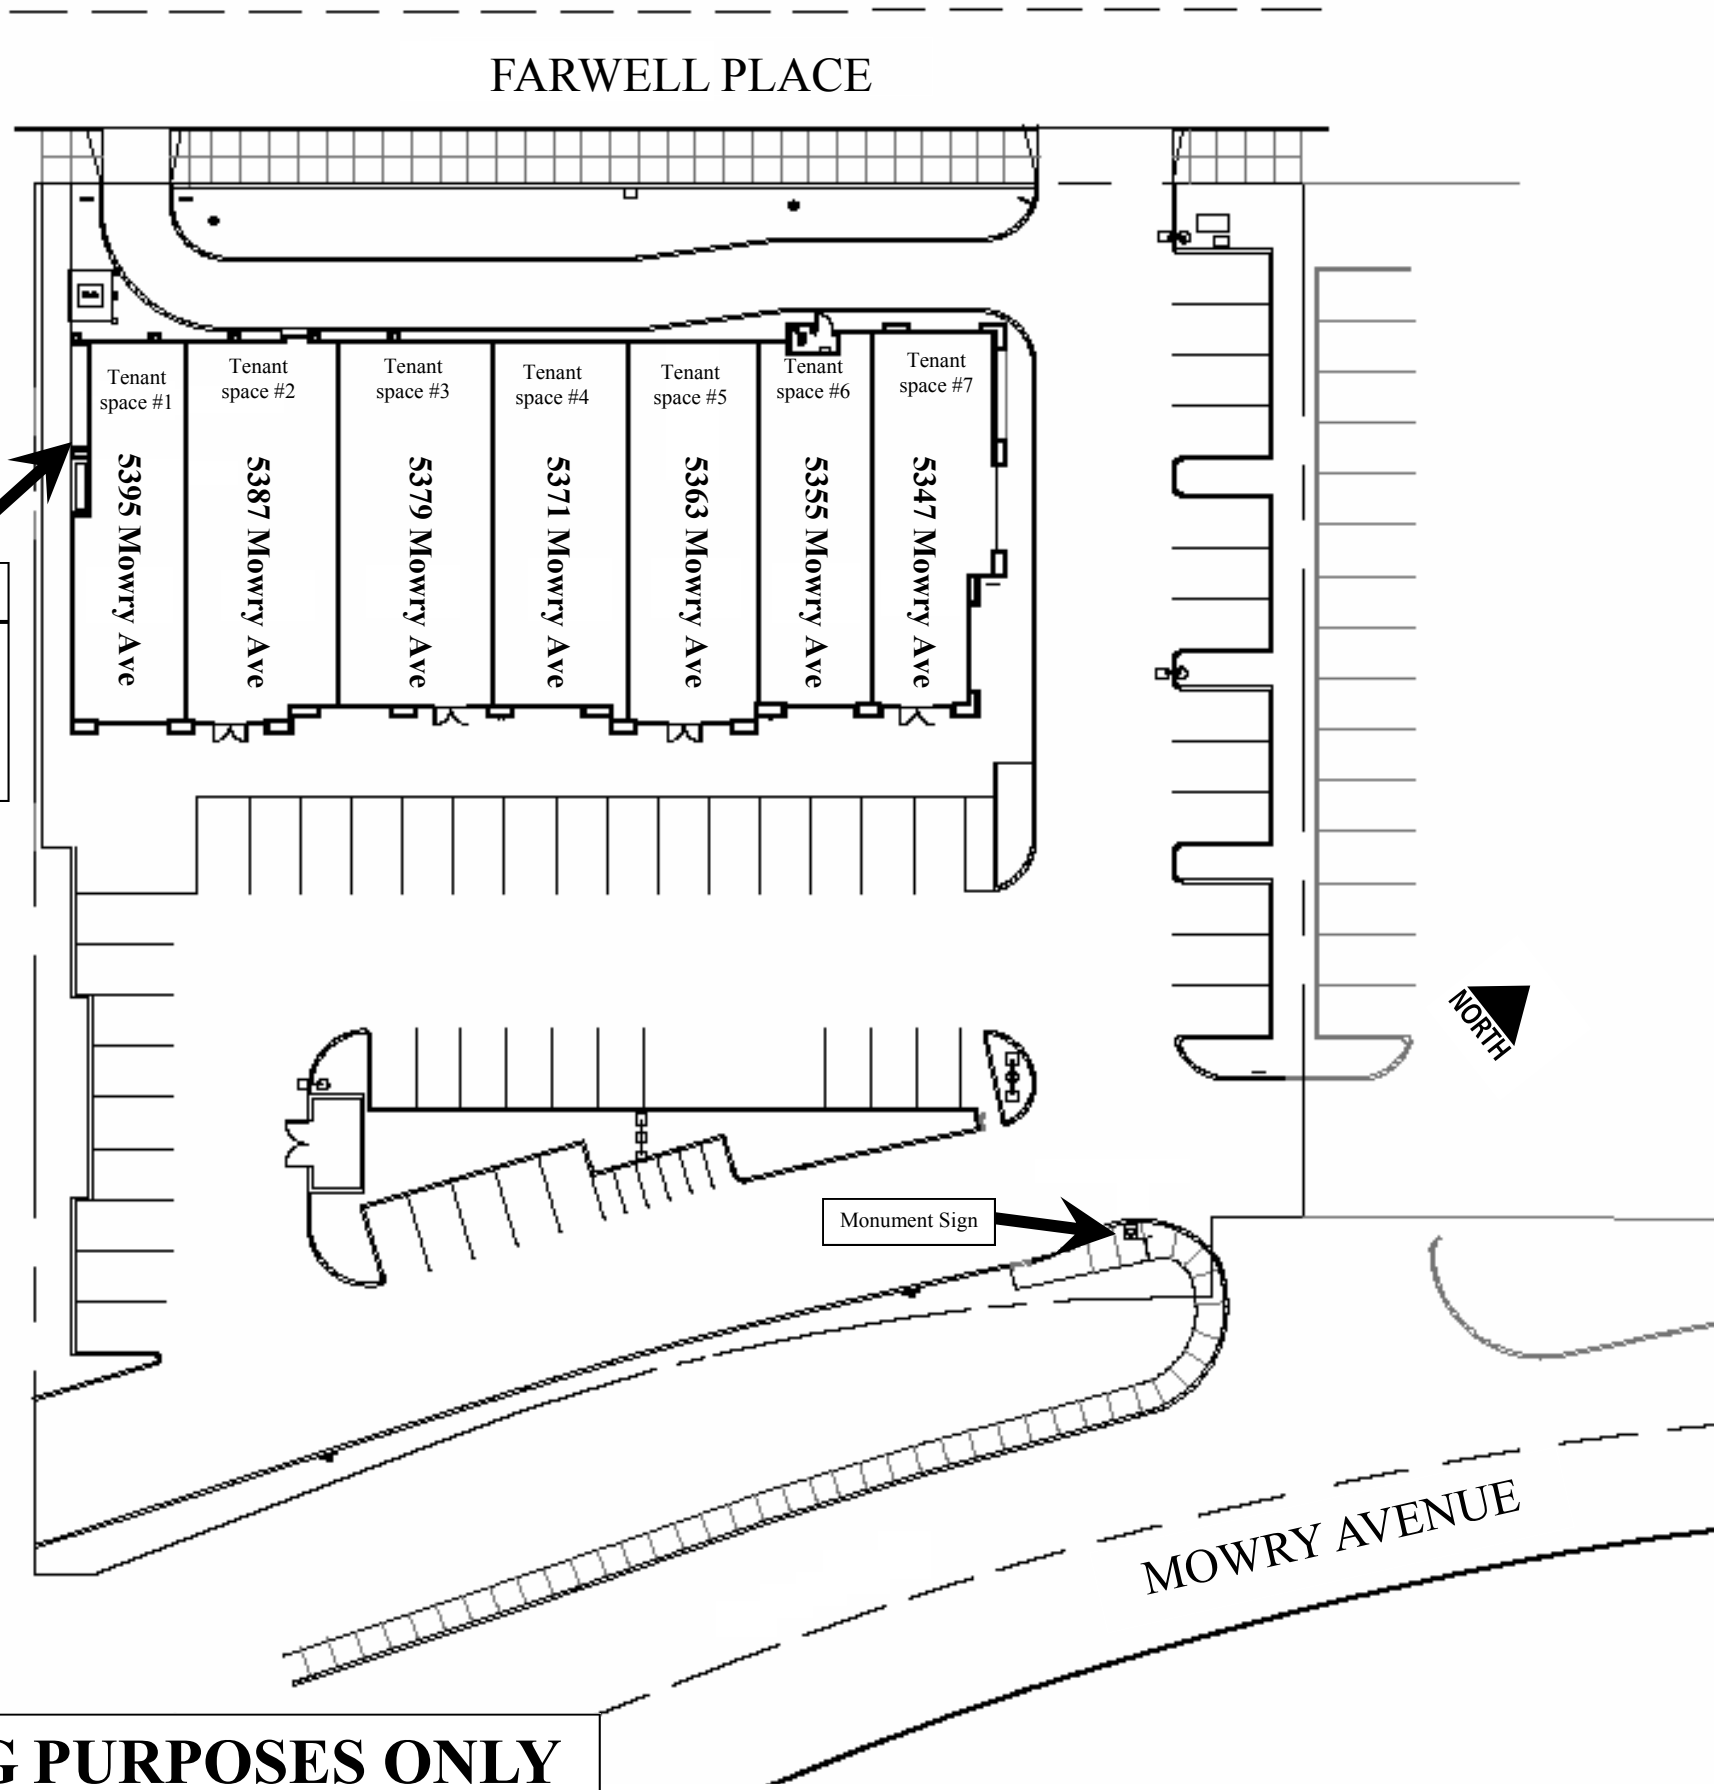 FARWELL PLACE
Tenant
space #1
Tenant
space #2
Tenant
space #3
Tenant
space #4
Tenant
space #5
Tenant
space #6
Tenant
space #7
5395 Mowry Ave
5387 Mowry Ave
5379 Mowry Ave
5371 Mowry Ave
5363 Mowry Ave
5355 Mowry Ave
5347 Mowry Ave
NORTH
Monument Sign
MOWRY AVENUE
PURPOSES ONLY